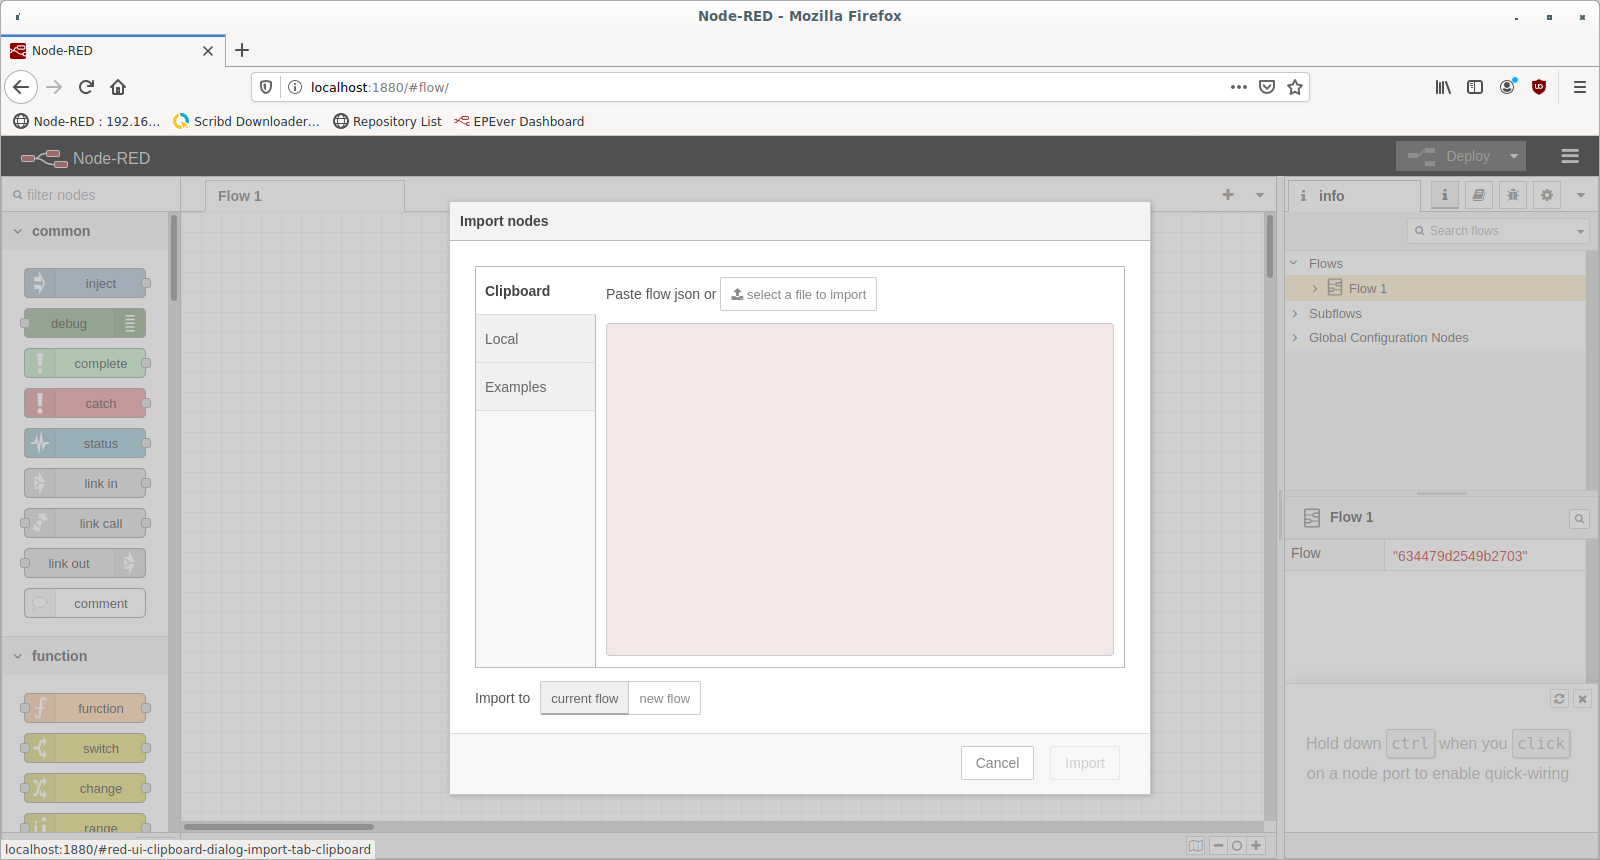 Node-RED - Mozilla Firefox
Node-RED
localhost:1880/#flow/
Node-RED : 192.16...
Scribd Downloader...
Repository List
EPEver Dashboard
Node-RED
Deploy
filter nodes
Flow 1
info
common
inject
debug
complete
catch
status
link in
link call
link out
comment
function
function
switch
change
range
Import nodes
Clipboard
Local
Examples
Paste flow json or
select a file to import
Import to
current flow
new flow
Cancel
Import
Search flows
Flows
Flow 1
Subflows
Global Configuration Nodes
Flow 1
Flow
"634479d2549b2703"
Hold down ctrl when you click
on a node port to enable quick-wiring
localhost:1880/#red-ui-clipboard-dialog-import-tab-clipboard